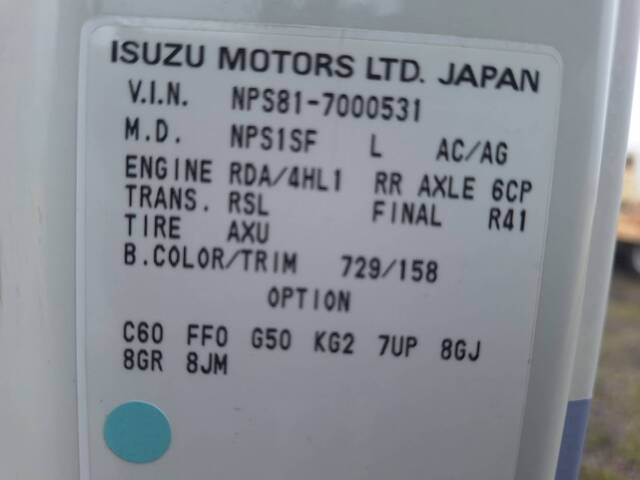 ISUZU MOTORS LTD. JAPAN
V.I.N. NPS81-7000531
M.D. NPS1SF L AC/AG
ENGINE RDA/4HL1 RR AXLE 6CP
TRANS. RSL FINAL R41
TIRE AXU
B.COLOR/TRIM 729/158
OPTION
C60 FF0 G50 KG2 7UP 8GJ
8GR 8JM